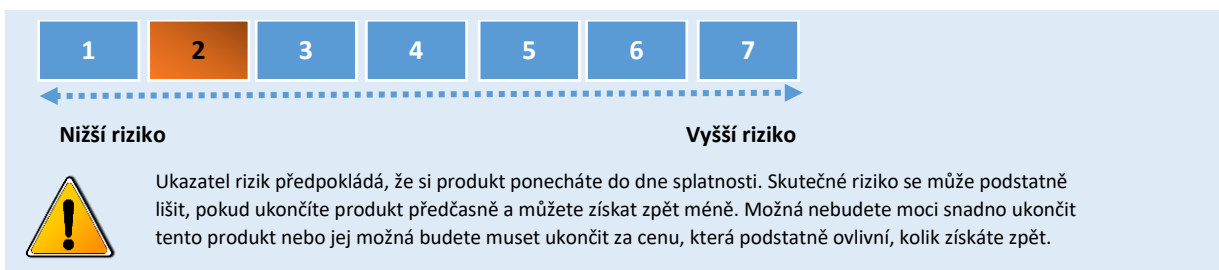 1 2 3 4 5 6 7
Nižší riziko Vyšší riziko
Ukazatel rizik předpokládá, že si produkt ponecháte do dne splatnosti. Skutečné riziko se může podstatně
lišit, pokud ukončíte produkt předčasně a můžete získat zpět méně. Možná nebudete moci snadno ukončit
tento produkt nebo jej možná budete muset ukončit za cenu, která podstatně ovlivní, kolik získáte zpět.